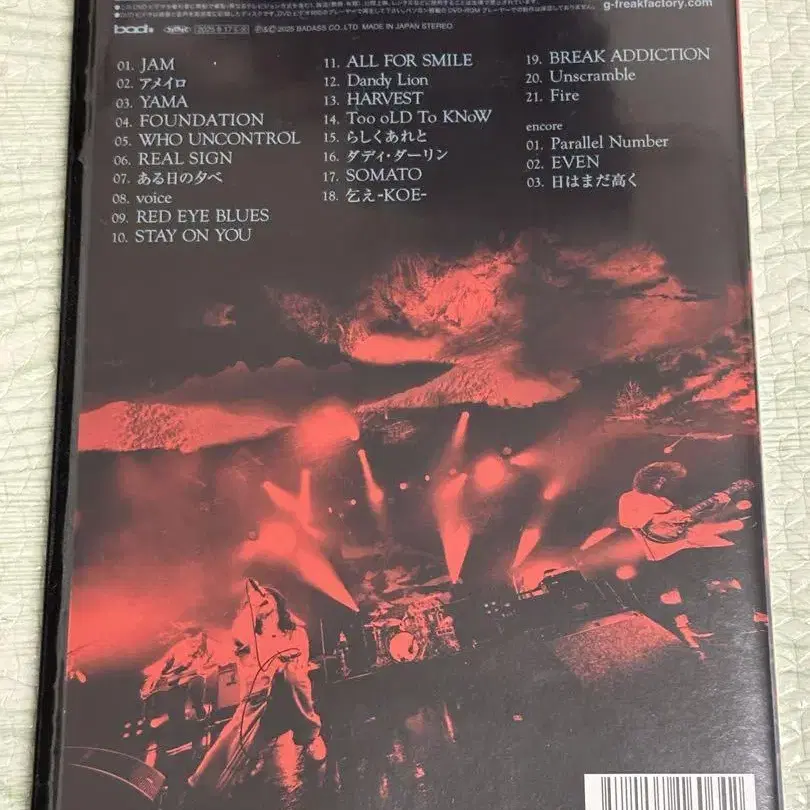 g-freakfactory.com
MADE IN JAPAN STEREO.
01. JAM
02. アメイロ
03. YAMA
04. FOUNDATION
05. WHO UNCONTROL
06. REAL SIGN
07. ある日の夕べ
08. voice
09. RED EYE BLUES
10. STAY ON YOU
11. ALL FOR SMILE
12. Dandy Lion
13. HARVEST
14. Too oLD To KNoW
15. らしくあれと
16. ダディ・ダーリン
17. SOMATO
18. 乞え-KOE-
19. BREAK ADDICTION
20. Unscramble
21. Fire
encore
01. Parallel Number
02. EVEN
03. 日はまだ高く